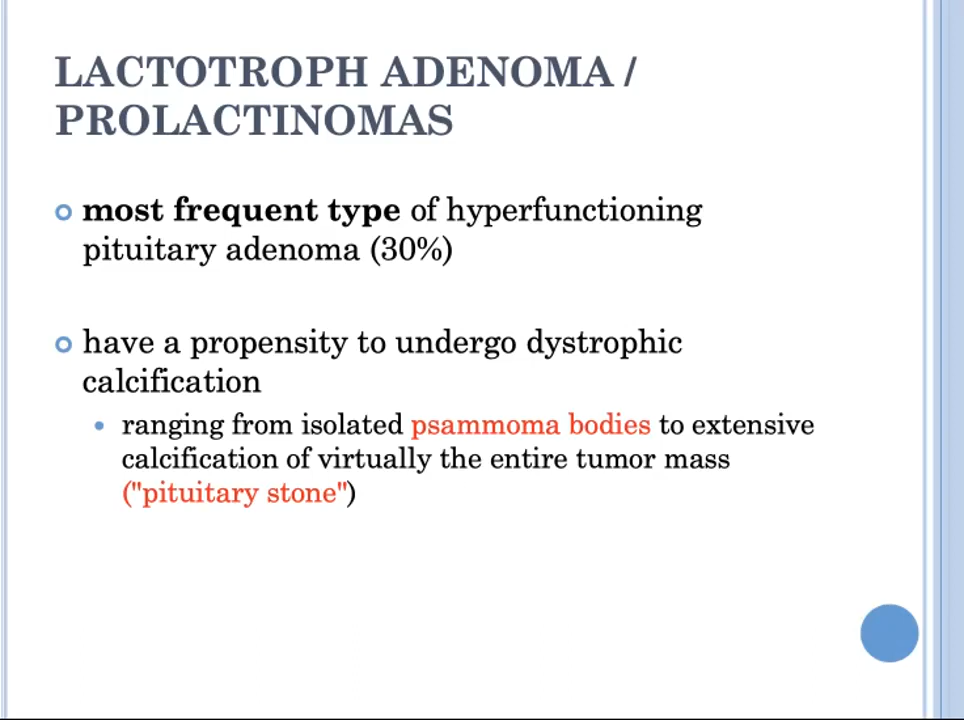 LACTOTROPH ADENOMA /
PROLACTINOMAS
most frequent type of hyperfunctioning
pituitary adenoma (30%)
have a propensity to undergo dystrophic
calcification
ranging from isolated psammoma bodies to extensive
calcification of virtually the entire tumor mass
("pituitary stone")